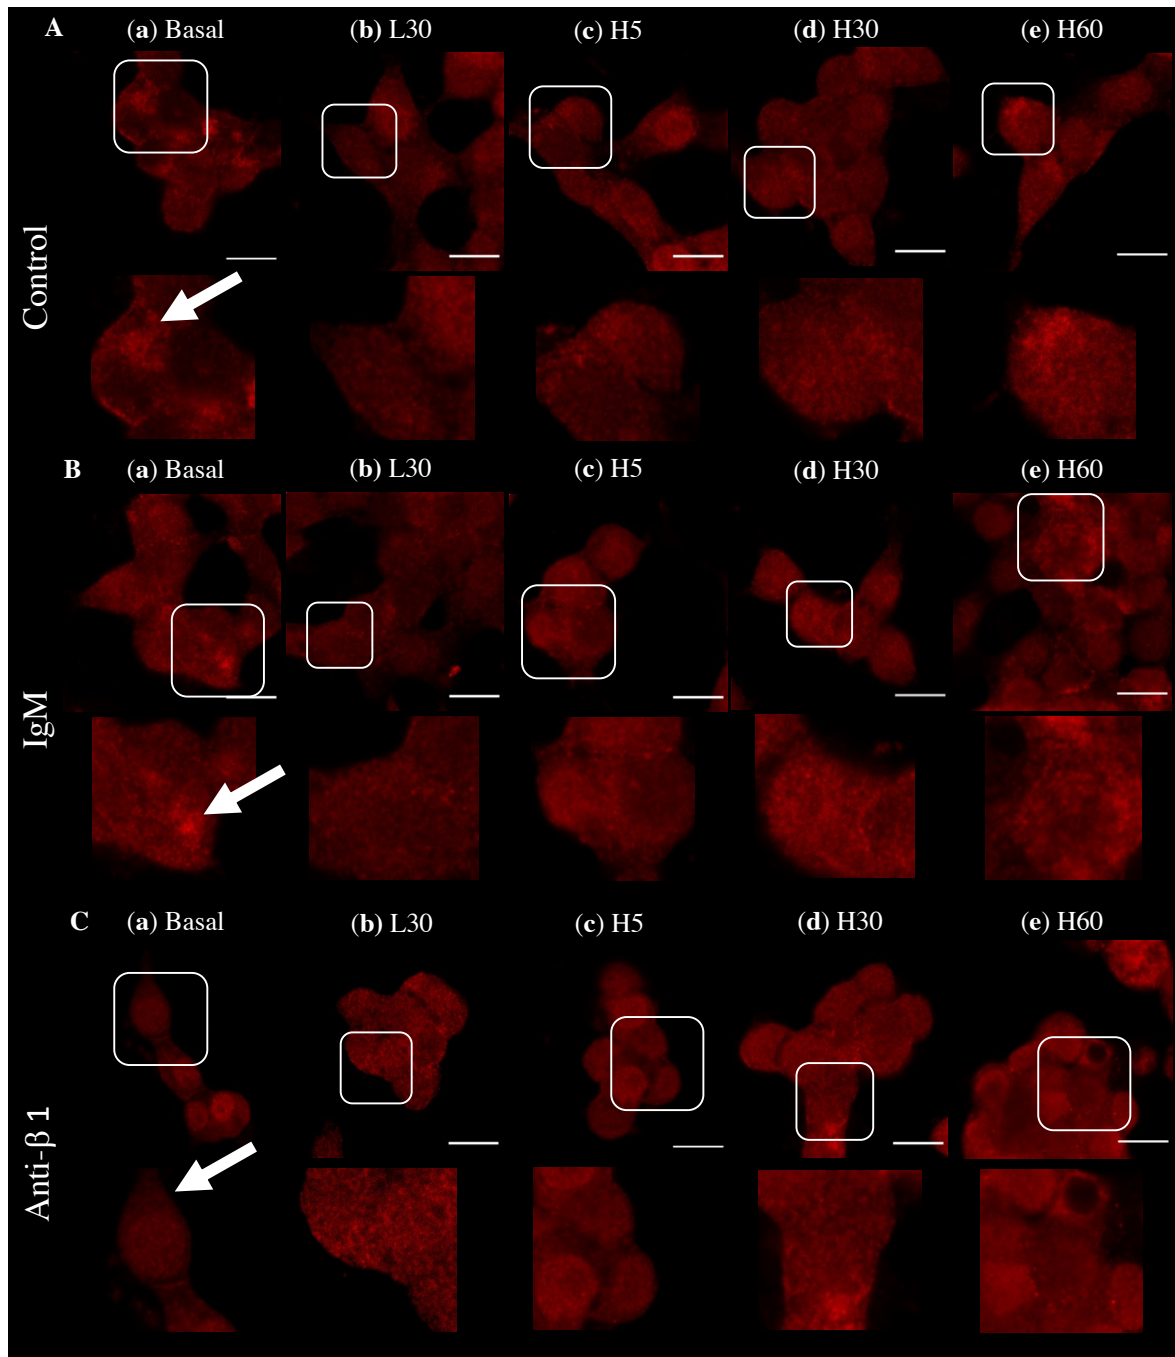 A (a) Basal (b) L30 (c) H5 (d) H30 (e) H60
Control
B (a) Basal (b) L30 (c) H5 (d) H30 (e) H60
IgM
C (a) Basal (b) L30 (c) H5 (d) H30 (e) H60
Anti-β 1